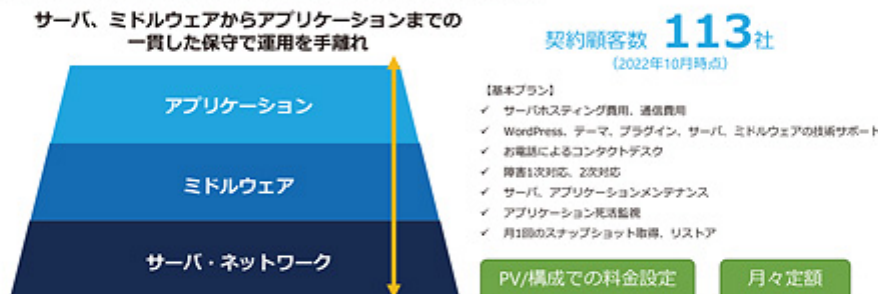 サーバ、ミドルウェアからアプリケーションまでの
一貫した保守で運用を手離れ
アプリケーション
ミドルウェア
サーバ・ネットワーク
契約顧客数 113社
(2022年10月時点)
【基本プラン】
✓ サーバホスティング費用、通信費用
✓ WordPress、テーマ、プラグイン、サーバ、ミドルウェアの技術サポート
✓ お電話によるコンタクトデスク
✓ 障害1次対応、2次対応
✓ サーバ、アプリケーションメンテナンス
✓ アプリケーション死活監視
✓ 月1回のスナップショット取得、リストア
PV/構成での料金設定
月々定額